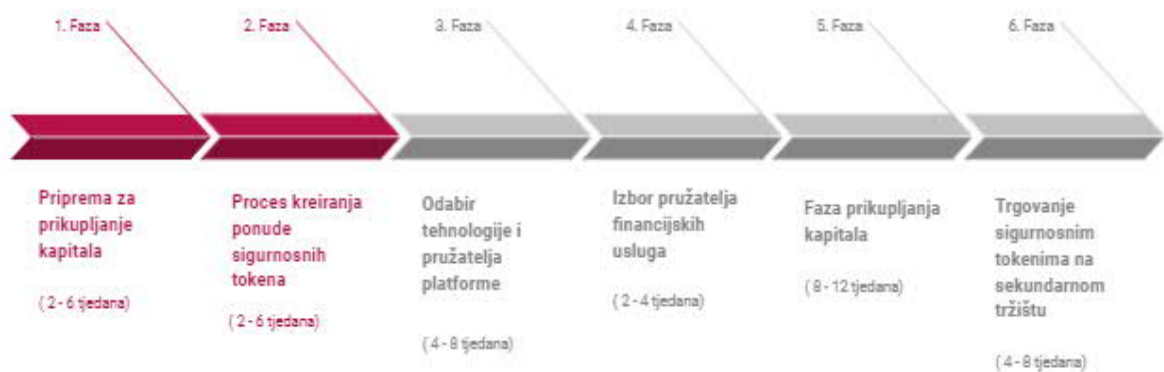 1. Faza
2. Faza
3. Faza
4. Faza
5. Faza
6. Faza
Priprema za
prikupljanje
kapitala
( 2 - 6 tjedana)
Proces kreiranja
ponude
sigurnosnih
tokena
( 2 - 6 tjedana)
Odabir
tehnologije i
pružatelja
platforme
( 4 - 8 tjedana)
Izbor pružatelja
financijskih
usluga
( 2 - 4 tjedana)
Faza prikupljanja
kapitala
( 8 - 12 tjedana)
Trgovanje
sigurnosnim
tokenima na
sekundarnom
tržištu
( 4 - 8 tjedana)